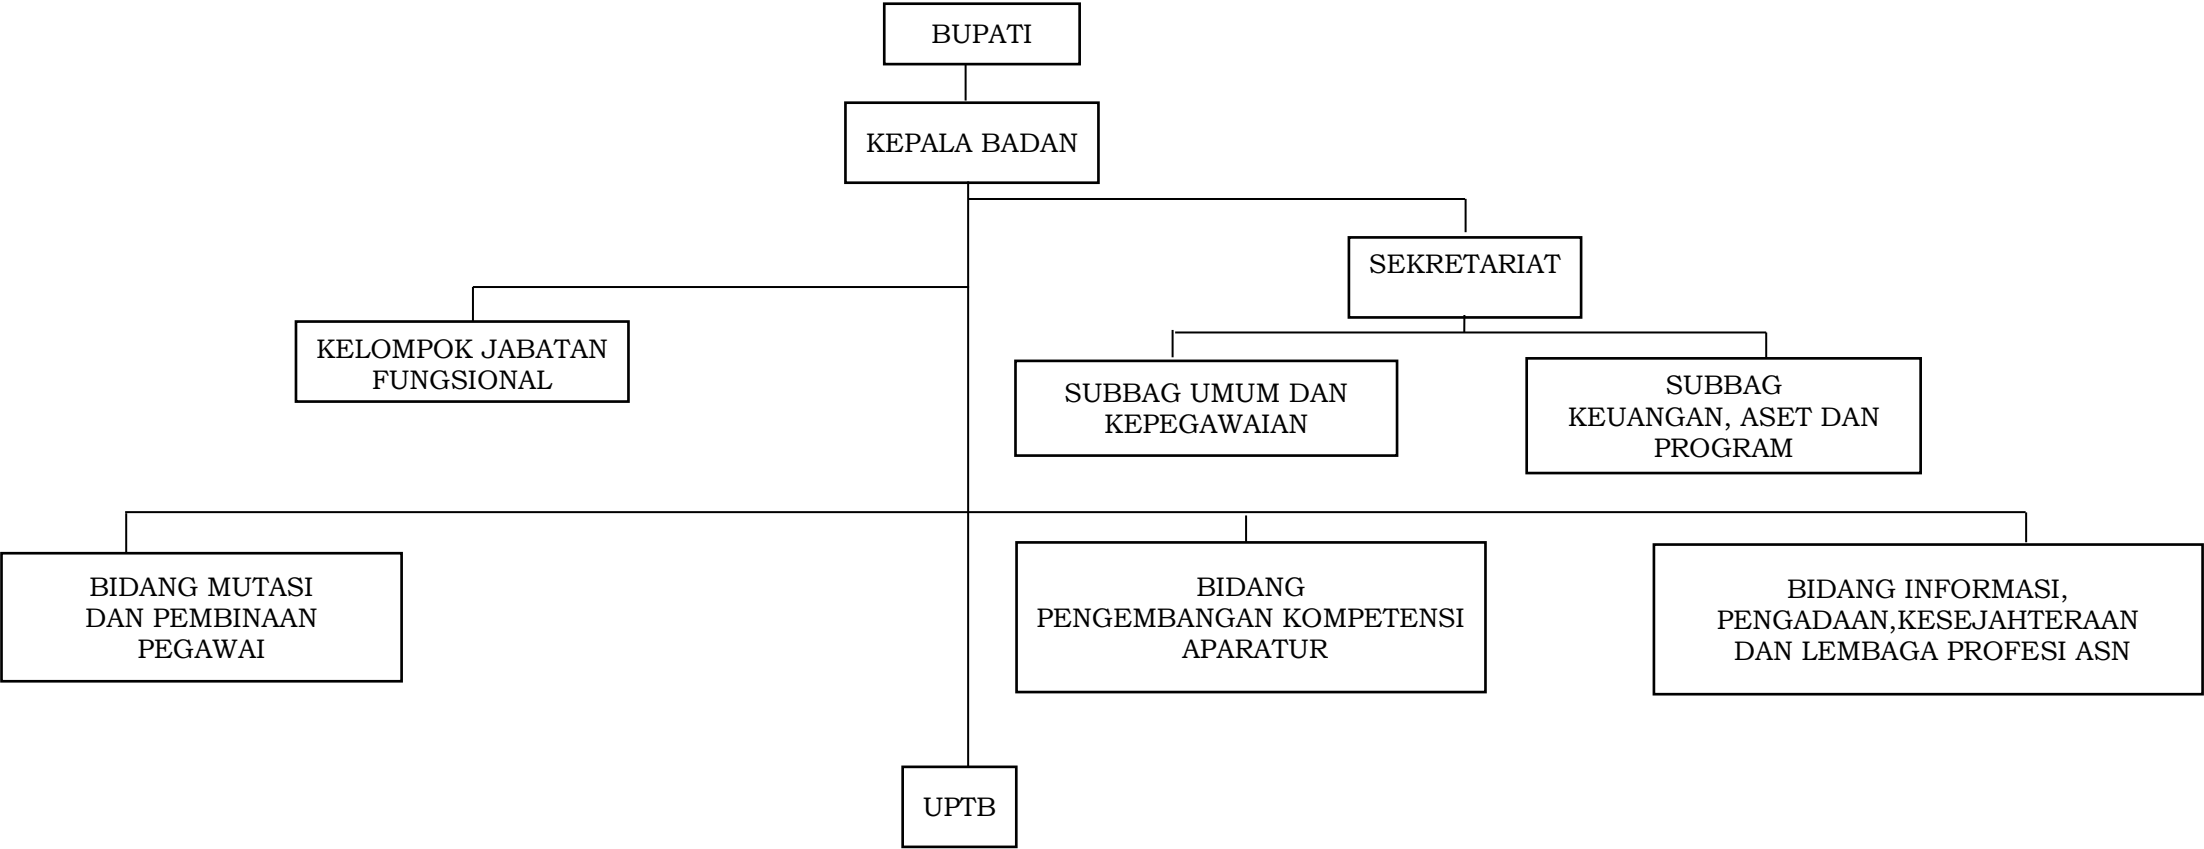 BUPATI
KEPALA BADAN
SEKRETARIAT
KELOMPOK JABATAN
FUNGSIONAL
SUBBAG UMUM DAN
KEPEGAWAIAN
SUBBAG
KEUANGAN, ASET DAN
PROGRAM
BIDANG MUTASI
DAN PEMBINAAN
PEGAWAI
BIDANG
PENGEMBANGAN KOMPETENSI
APARATUR
BIDANG INFORMASI,
PENGADAAN,KESEJAHTERAAN
DAN LEMBAGA PROFESI ASN
UPTB